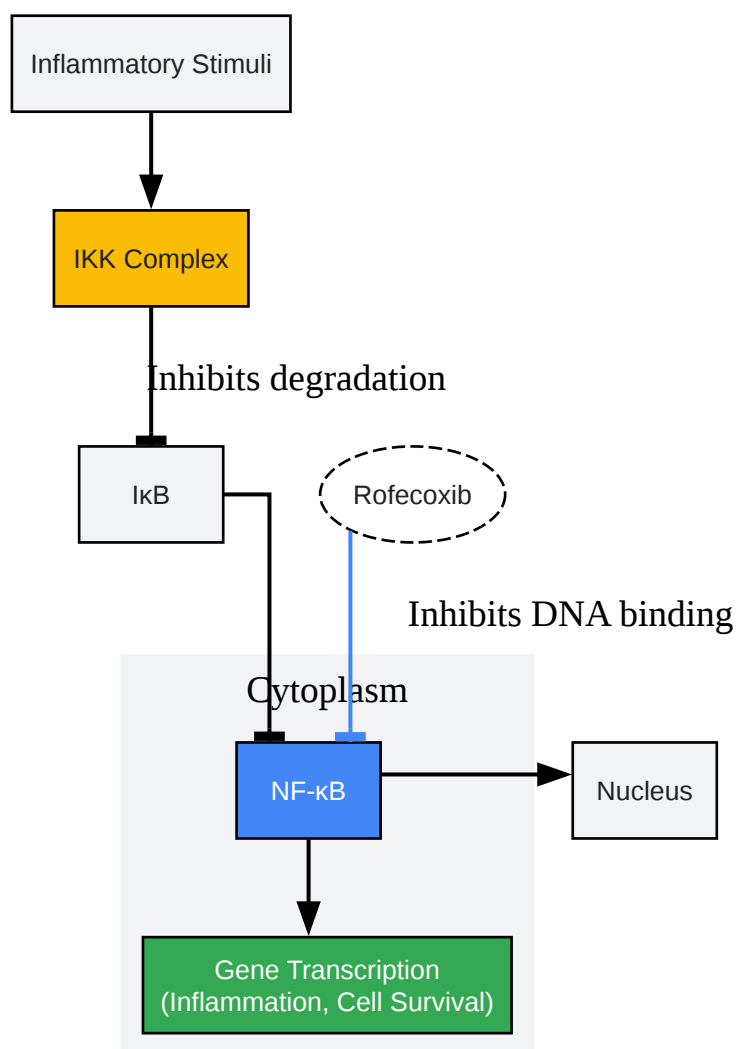 Inflammatory Stimuli
IKK Complex
Inhibits degradation
IκB
Rofecoxib
Inhibits DNA binding
Cytoplasm
NF-κB
Nucleus
Gene Transcription
(Inflammation, Cell Survival)